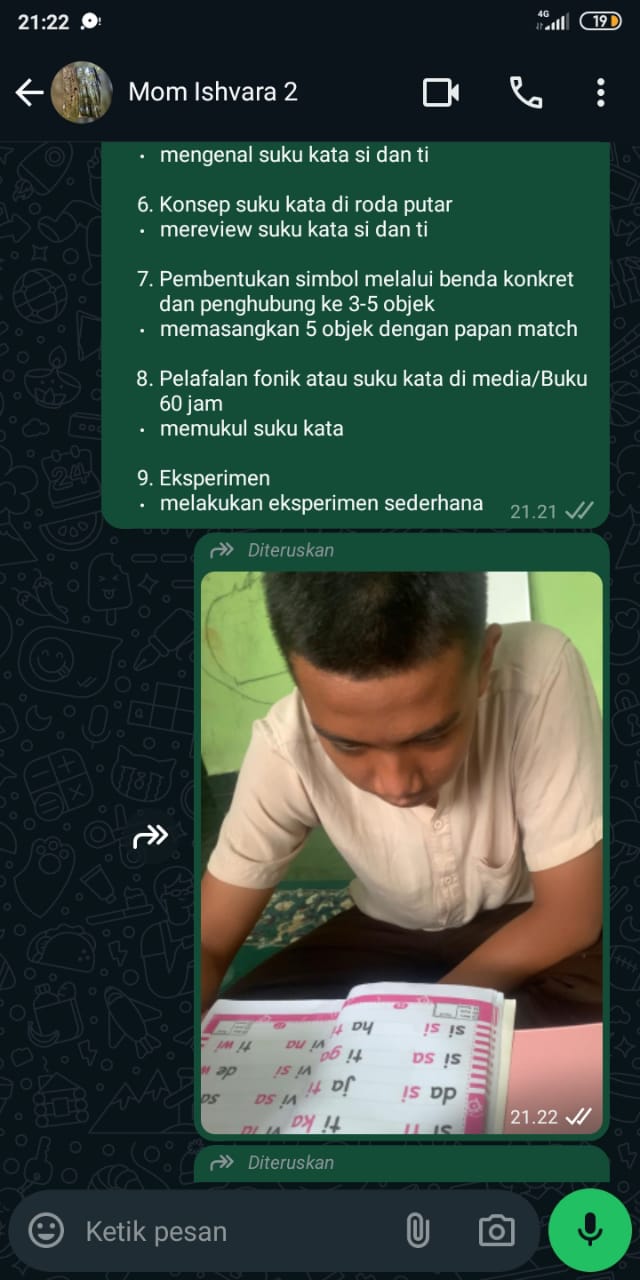 21:22
4G
19
Mom Ishvara 2
• mengenal suku kata si dan ti
6. Konsep suku kata di roda putar
• mereview suku kata si dan ti
7. Pembentukan simbol melalui benda konkret
dan penghubung ke 3-5 objek
• memasangkan 5 objek dengan papan match
8. Pelafalan fonik atau suku kata di media/Buku
60 jam
• memukul suku kata
9. Eksperimen
• melakukan eksperimen sederhana
21.21
Diteruskan
si si
ha
si sa
ti ga
vi na
ti wi
da si
ja ti
vi si
de
vi sa
sa
si ti
ti ka
21.22
Diteruskan
Ketik pesan